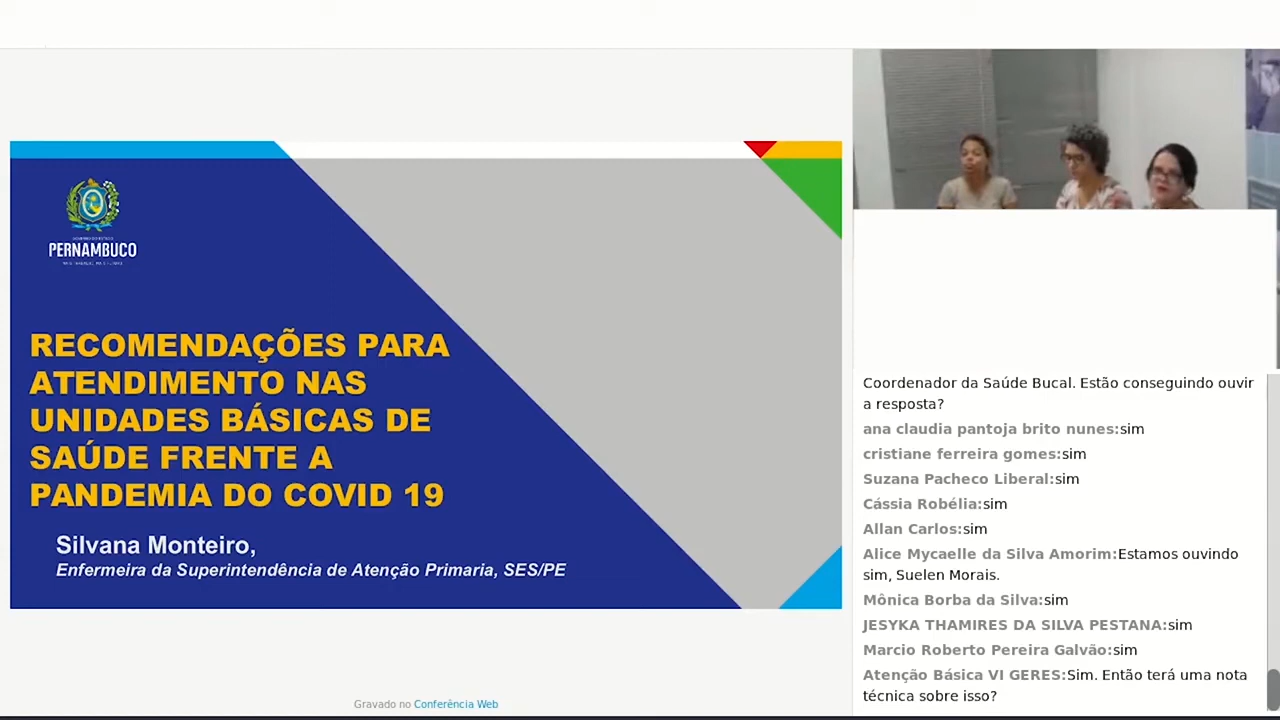 PERNAMBUCO
RECOMENDAÇÕES PARA
ATENDIMENTO NAS
UNIDADES BÁSICAS DE
SAÚDE FRENTE A
PANDEMIA DO COVID 19
Silvana Monteiro,
Enfermeira da Superintendência de Atenção Primaria, SES/PE
Gravado no Conferência Web
Coordenador da Saúde Bucal. Estão conseguindo ouvir
a resposta?
ana claudia pantoja brito nunes:sim
cristiane ferreira gomes:sim
Suzana Pacheco Liberal:sim
Cássia Robélia:sim
Allan Carlos:sim
Alice Mycaelle da Silva Amorim:Estamos ouvindo
sim, Suelen Morais.
Mônica Borba da Silva:sim
JESYKA THAMIRES DA SILVA PESTANA:sim
Marcio Roberto Pereira Galvão:sim
Atenção Básica VI GERES:Sim. Então terá uma nota
técnica sobre isso?